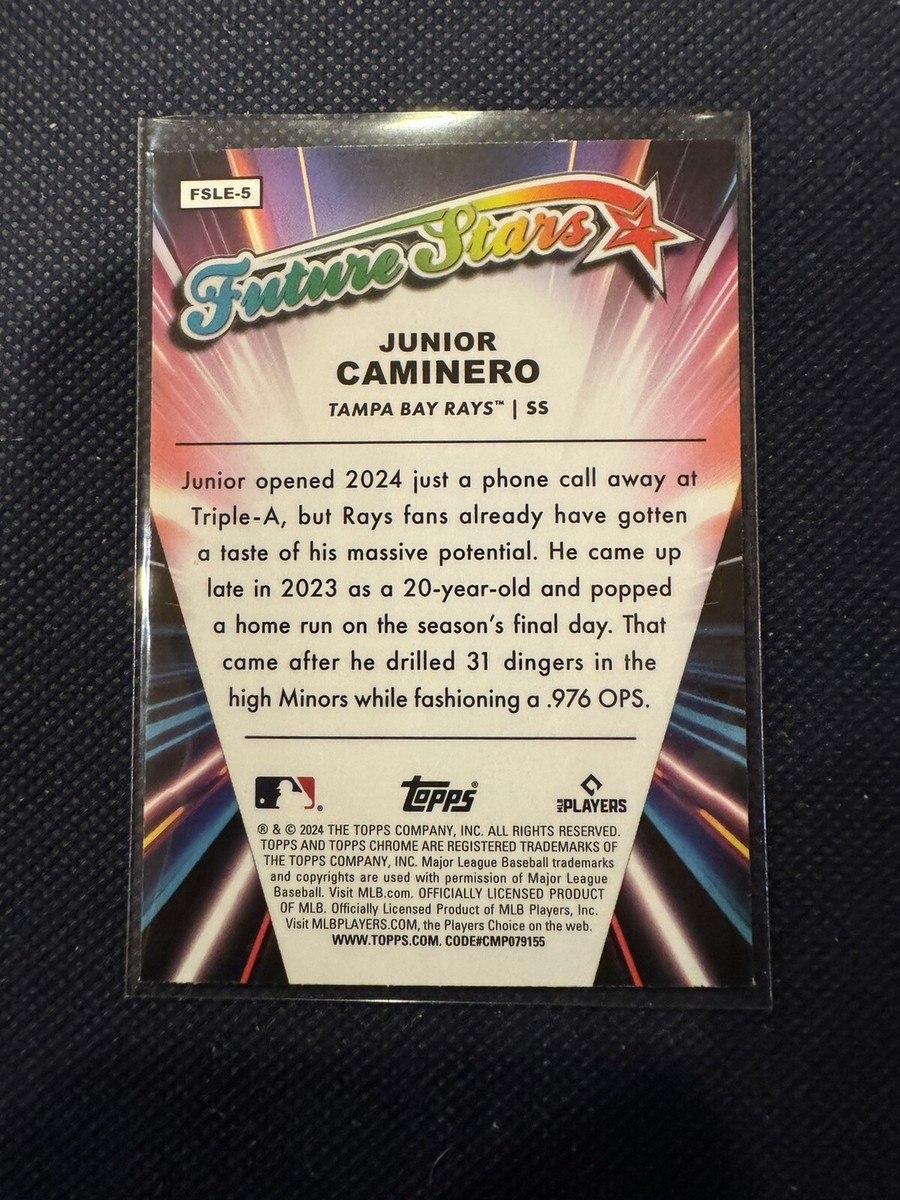 FSLE-5
Future Stars
JUNIOR
CAMINERO
TAMPA BAY RAYS™ | SS
Junior opened 2024 just a phone call away at
Triple-A, but Rays fans already have gotten
a taste of his massive potential. He came up
late in 2023 as a 20-year-old and popped
a home run on the season's final day. That
came after he drilled 31 dingers in the
high Minors while fashioning a .976 OPS.
® topps® MLB PLAYERS
® & © 2024 THE TOPPS COMPANY, INC. ALL RIGHTS RESERVED.
TOPPS AND TOPPS CHROME ARE REGISTERED TRADEMARKS OF
THE TOPPS COMPANY, INC. Major League Baseball trademarks
and copyrights are used with permission of Major League
Baseball. Visit MLB.com. OFFICIALLY LICENSED PRODUCT
OF MLB. Officially Licensed Product of MLB Players, Inc.
Visit MLBPLAYERS.COM, the Players Choice on the web.
WWW.TOPPS.COM. CODE#CMP079155